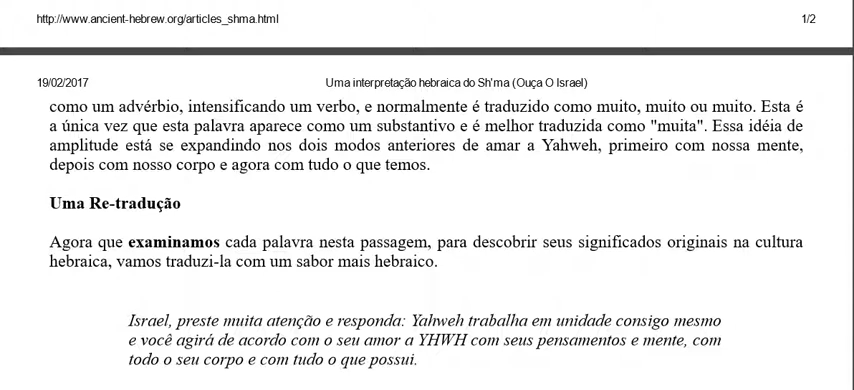 http://www.ancient-hebrew.org/articles_shma.html 1/2
19/02/2017 Uma interpretação hebraica do Sh'ma (Ouça O Israel)
como um advérbio, intensificando um verbo, e normalmente é traduzido como muito, muito ou muito. Esta é
a única vez que esta palavra aparece como um substantivo e é melhor traduzida como "muita". Essa idéia de
amplitude está se expandindo nos dois modos anteriores de amar a Yahweh, primeiro com nossa mente,
depois com nosso corpo e agora com tudo o que temos.
Uma Re-tradução
Agora que examinamos cada palavra nesta passagem, para descobrir seus significados originais na cultura
hebraica, vamos traduzi-la com um sabor mais hebraico.
Israel, preste muita atenção e responda: Yahweh trabalha em unidade consigo mesmo
e você agirá de acordo com o seu amor a YHWH com seus pensamentos e mente, com
todo o seu corpo e com tudo o que possui.